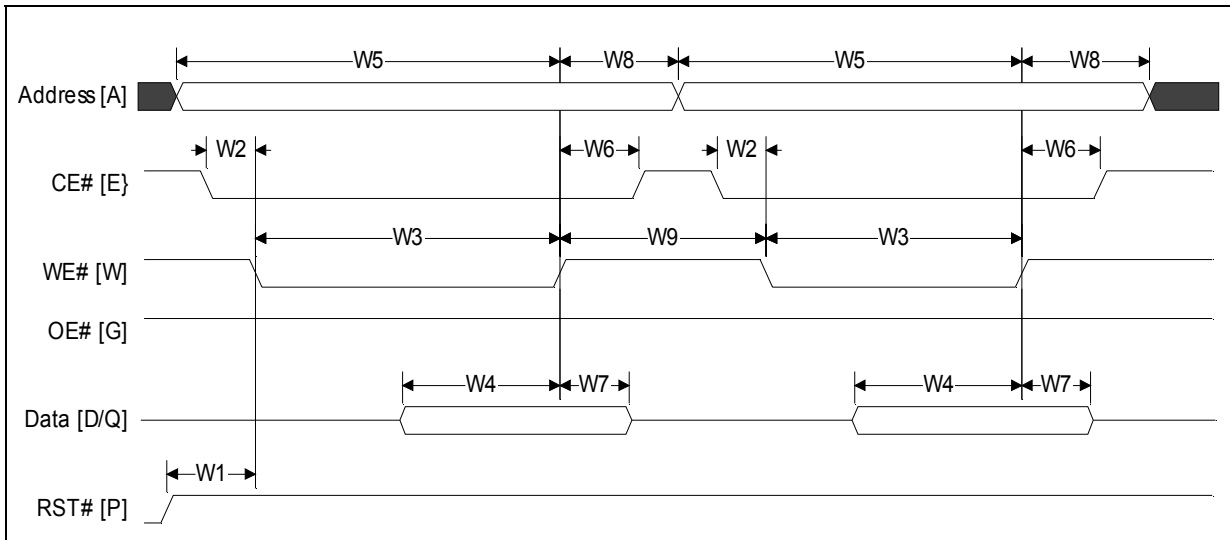 W5 W8 W5 W8
Address [A]
W2 W6 W2 W6
CE# [E}
W3 W9 W3
WE# [W]
OE# [G]
W4 W7 W4 W7
Data [D/Q]
W1
RST# [P]